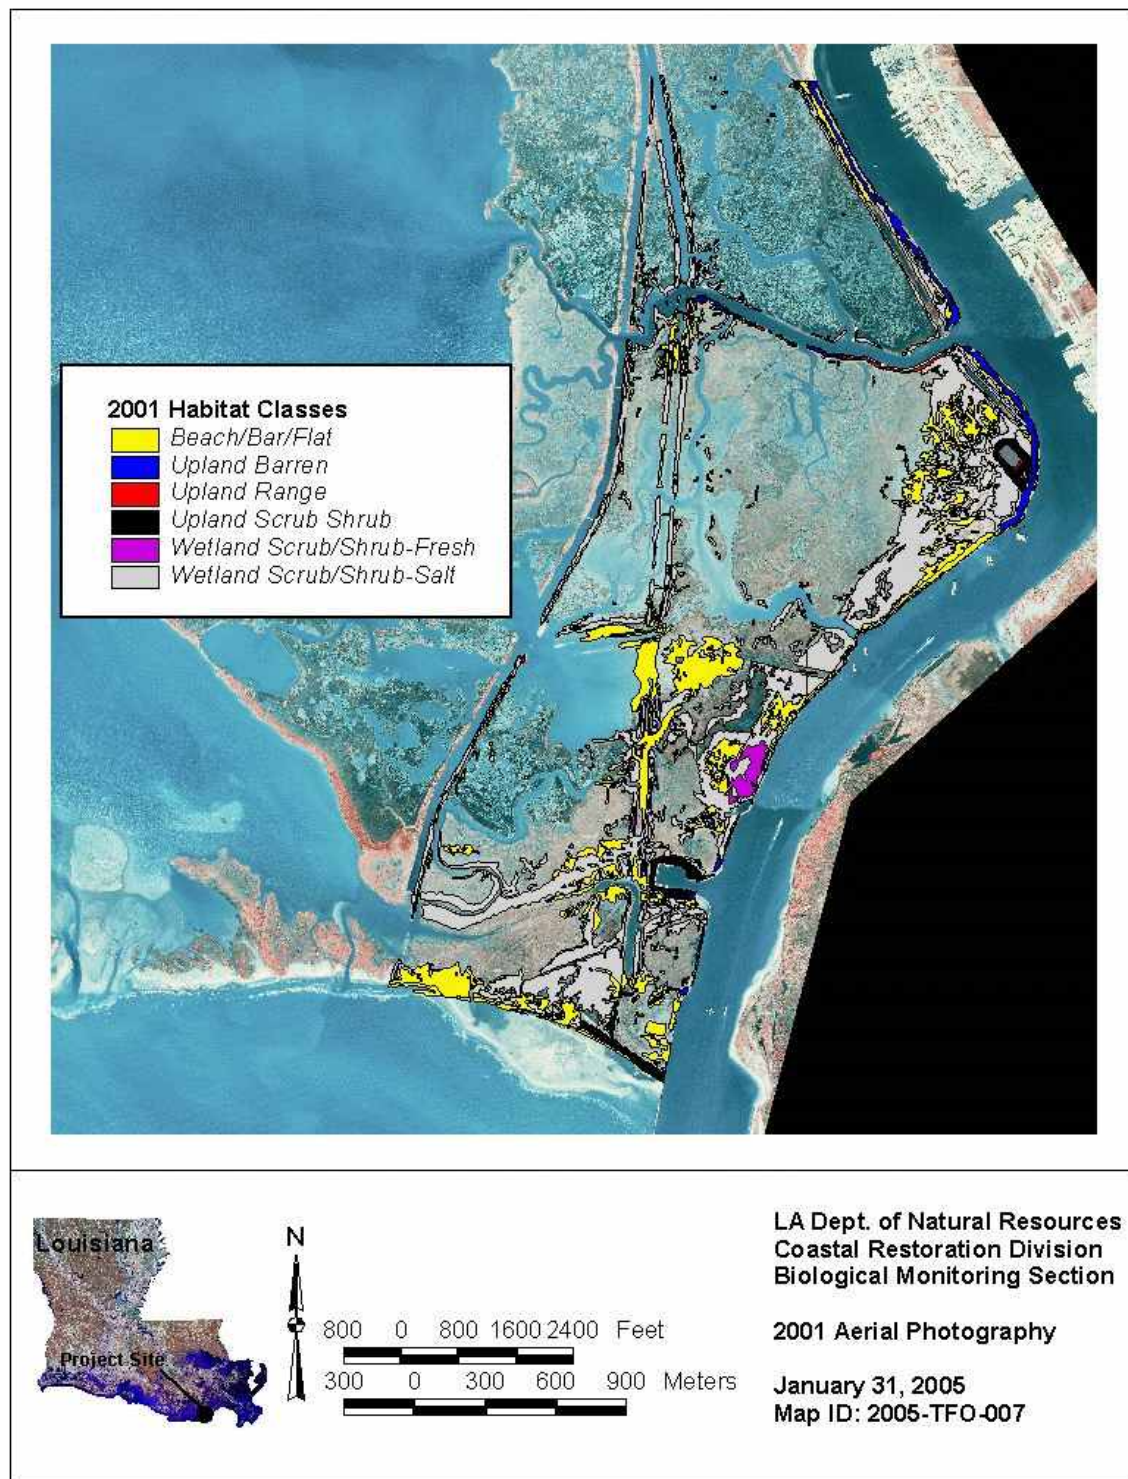 2001 Habitat Classes
Beach/Bar/Flat
Upland Barren
Upland Range
Upland Scrub Shrub
Wetland Scrub/Shrub-Fresh
Wetland Scrub/Shrub-Salt
Louisiana
Project Site
N
800 0 800 1600 2400 Feet
300 0 300 600 900 Meters
LA Dept. of Natural Resources
Coastal Restoration Division
Biological Monitoring Section
2001 Aerial Photography
January 31, 2005
Map ID: 2005-TFO-007